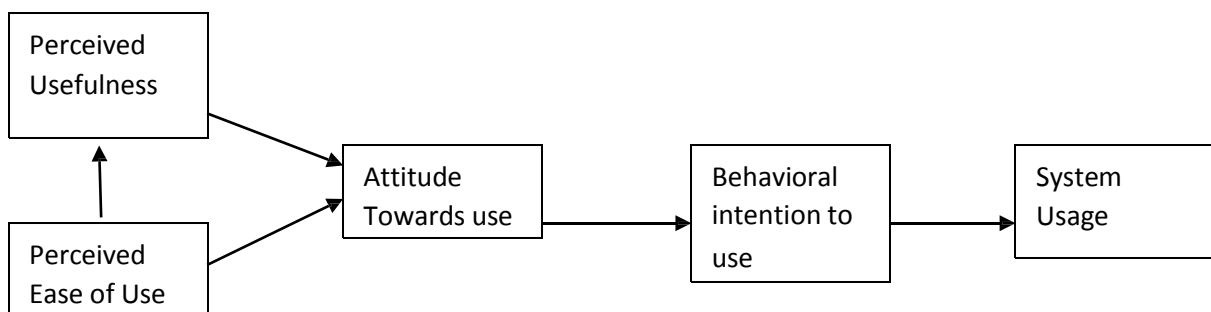 Perceived
Usefulness
Perceived
Ease of Use
Attitude
Towards use
Behavioral
intention to
use
System
Usage